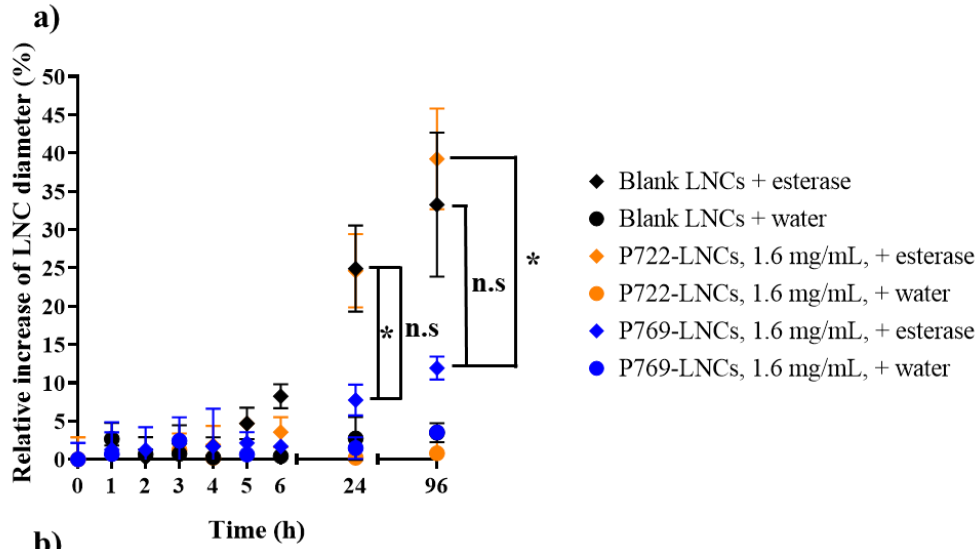 a)
Relative increase of LNC diameter (%)
50
45
40
35
30
25
20
15
10
5
0
0 1 2 3 4 5 6 24 96
Time (h)
* n.s
n.s *
Blank LNCs + esterase
Blank LNCs + water
P722-LNCs, 1.6 mg/mL, + esterase
P722-LNCs, 1.6 mg/mL, + water
P769-LNCs, 1.6 mg/mL, + esterase
P769-LNCs, 1.6 mg/mL, + water
b)